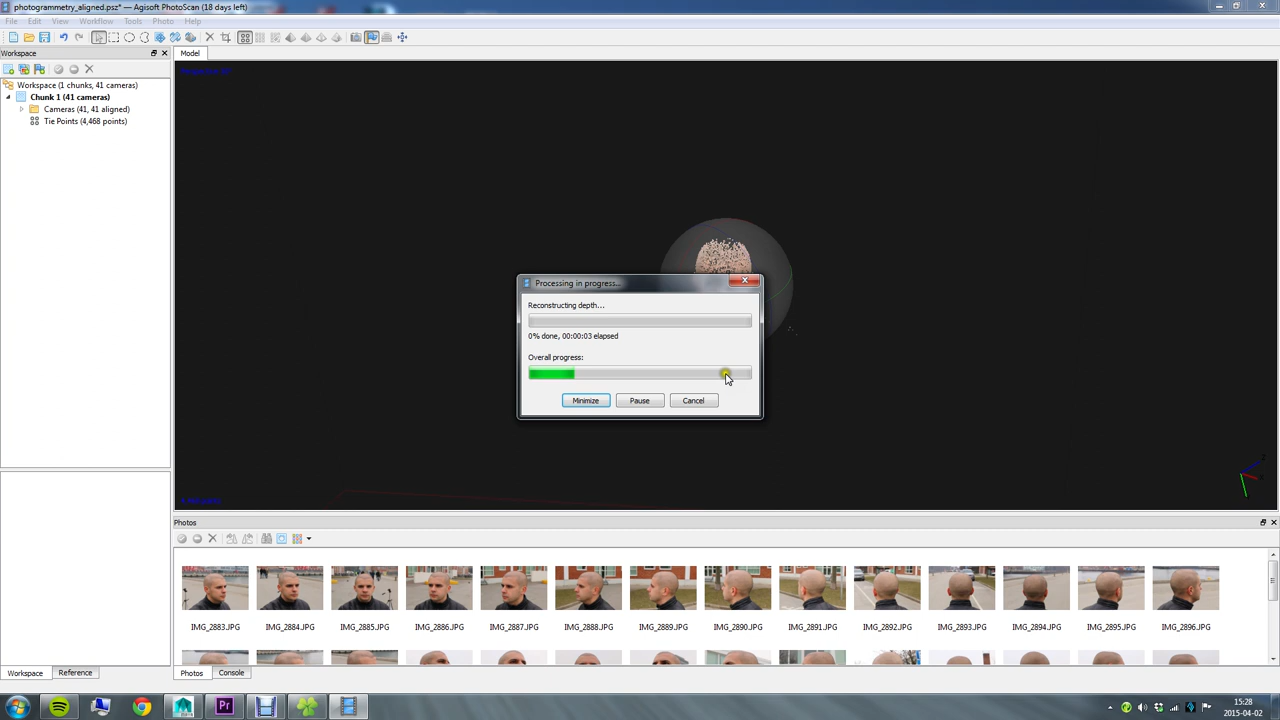 photogrammetry_aligned.psz* — Agisoft PhotoScan (18 days left)
File Edit View Workflow Tools Photo Help
Workspace
Model
Workspace (1 chunks, 41 cameras)
Chunk 1 (41 cameras)
Cameras (41, 41 aligned)
Tie Points (4,468 points)
Processing in progress...
Reconstructing depth...
0% done, 00:00:03 elapsed
Overall progress:
Minimize Pause Cancel
Photos
IMG_2883.JPG IMG_2884.JPG IMG_2885.JPG IMG_2886.JPG IMG_2887.JPG IMG_2888.JPG IMG_2889.JPG IMG_2890.JPG IMG_2891.JPG IMG_2892.JPG IMG_2893.JPG IMG_2894.JPG IMG_2895.JPG IMG_2896.JPG
Workspace Reference
Photos Console
Pr
15:28
2015-04-02